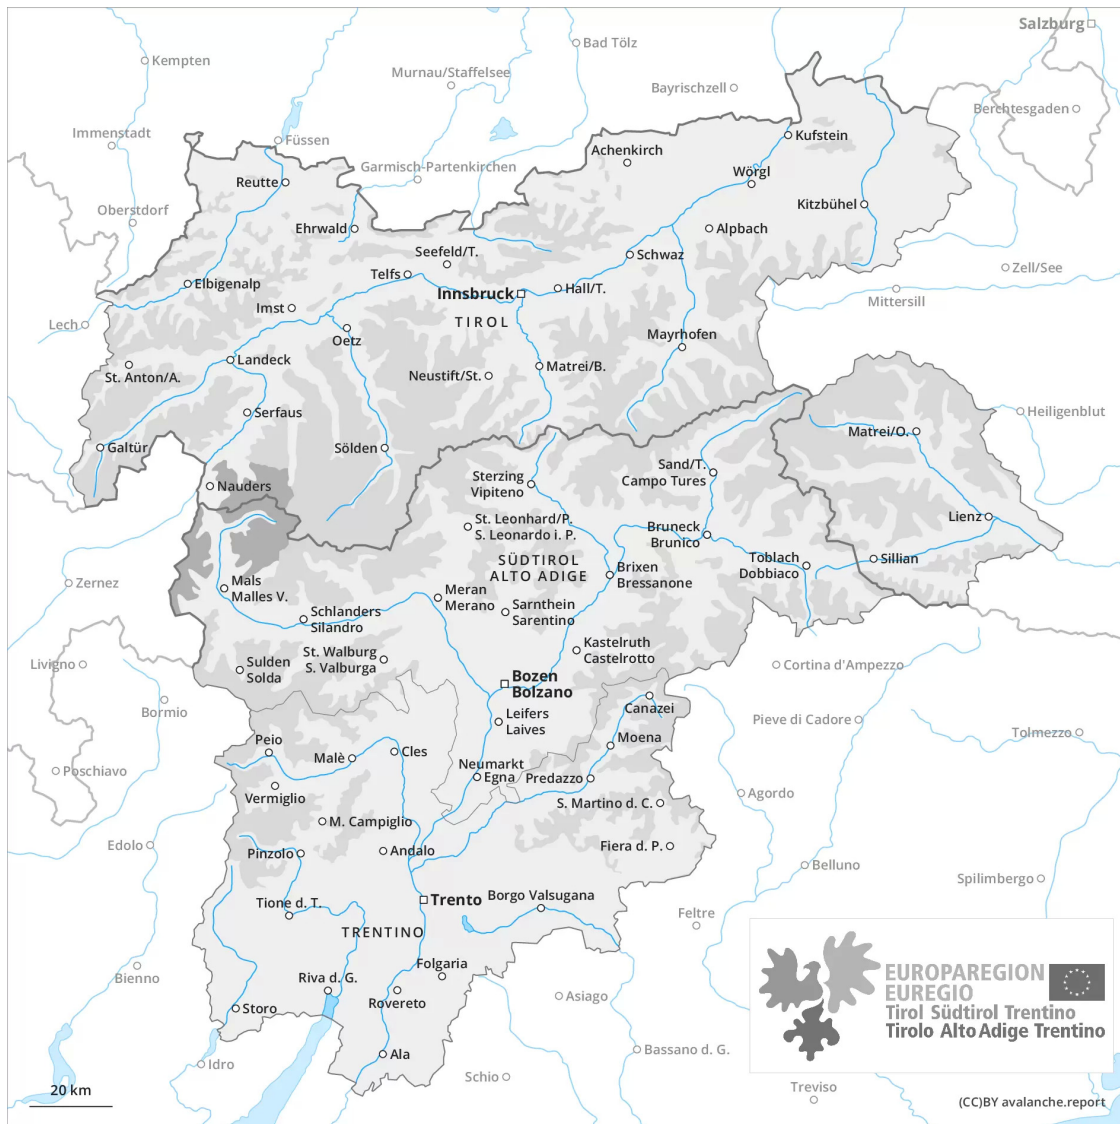 Salzburg
Bad Tölz
Kempten
Murnau/Staffelsee
Bayrischzell
Berchtesgaden
Immenstadt
Füssen
Kufstein
Achenkirch
Garmisch-Partenkirchen
Wörgl
Reutte
Oberstdorf
Kitzbühel
Ehrwald
Alpbach
Seefeld/T.
Schwaz
Telfs
Zell/See
Elbigenalp
Innsbruck
Hall/T.
Mittersill
Imst
TIROL
Lech
Oetz
Mayrhofen
Landeck
Matrei/B.
St. Anton/A.
Neustift/St.
Serfaus
Heiligenblut
Matrei/O.
Galtür
Sölden
Sand/T.
Campo Tures
Sterzing
Vipiteno
Nauders
Lienz
St. Leonhard/P.
S. Leonardo i. P.
Bruneck
Brunico
SÜDTIROL
ALTO ADIGE
Toblach
Dobbiaco
Sillian
Brixen
Bressanone
Zernez
Mals
Malles V.
Meran
Merano
Sarnthein
Sarentino
Schlanders
Silandro
Kastelruth
Castelrotto
St. Walburg
S. Valburga
Livigno
Sulden
Solda
Cortina d'Ampezzo
Bozen
Bolzano
Canazei
Bormio
Leifers
Laives
Pieve di Cadore
Tolmezzo
Moena
Peio
Cles
Malè
Neumarkt
Egna
Predazzo
Poschiavo
Vermiglio
Agordo
S. Martino d. C.
M. Campiglio
Edolo
Pinzolo
Andalo
Fiera d. P.
Belluno
Spilimbergo
Borgo Valsugana
Trento
Tione d. T.
Feltre
TRENTINO
Folgaria
Bienno
Riva d. G.
Rovereto
Asiago
Storo
EUROPAREGION
EUREGIO
Tirol Südtirol Trentino
Tirolo Alto Adige Trentino
Ala
Bassano d. G.
Idro
Schio
Treviso
20 km
(CC)BY avalanche.report